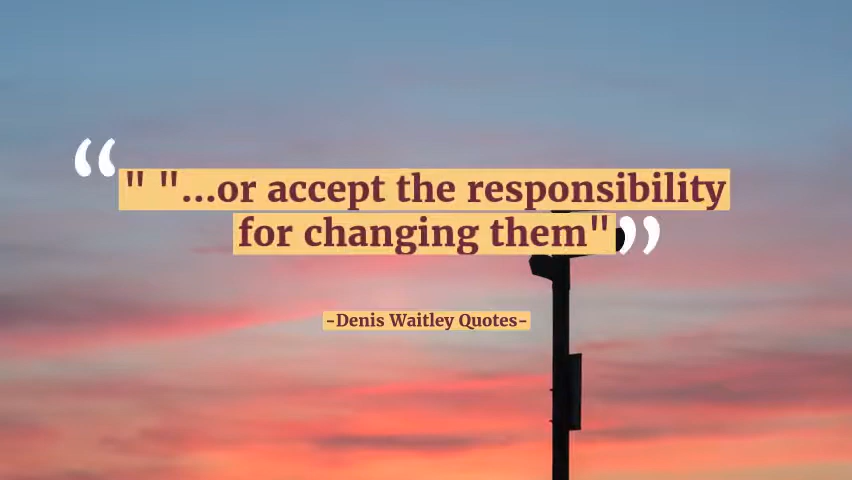 " "...or accept the responsibility
for changing them"
-Denis Waitley Quotes-